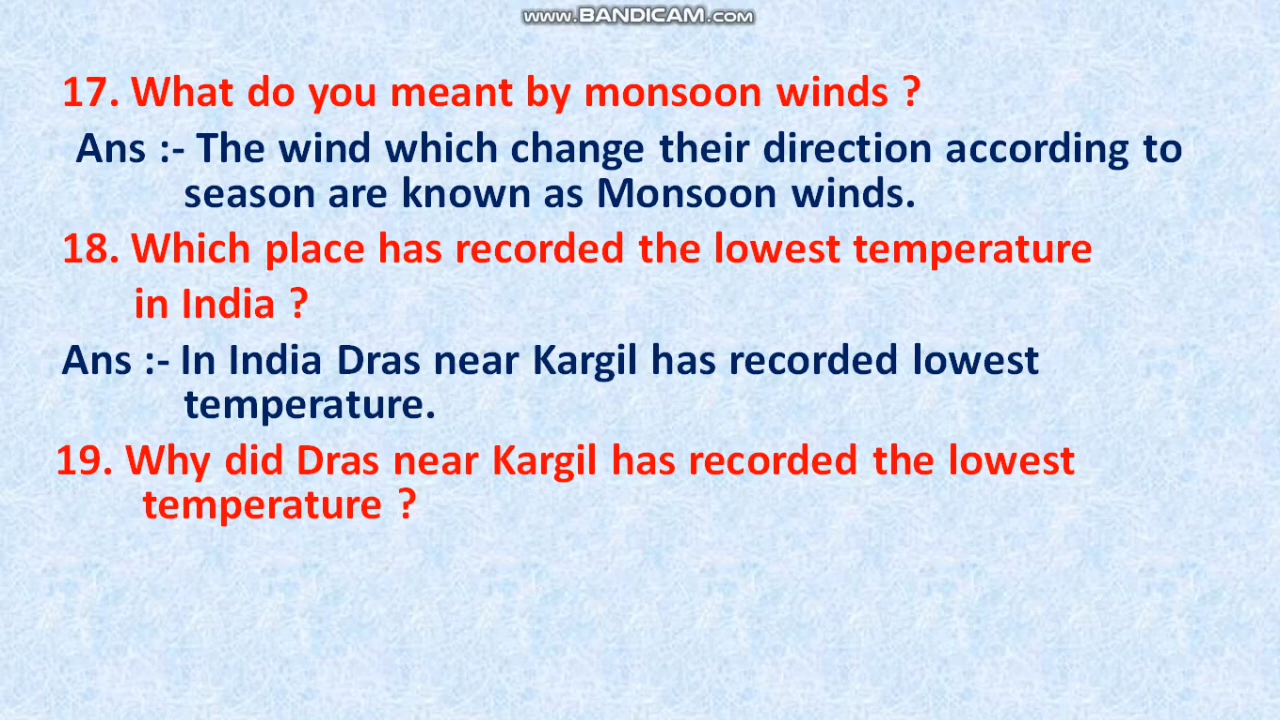 www.BANDICAM.com
17. What do you meant by monsoon winds ?
Ans :- The wind which change their direction according to
season are known as Monsoon winds.
18. Which place has recorded the lowest temperature
in India ?
Ans :- In India Dras near Kargil has recorded lowest
temperature.
19. Why did Dras near Kargil has recorded the lowest
temperature ?